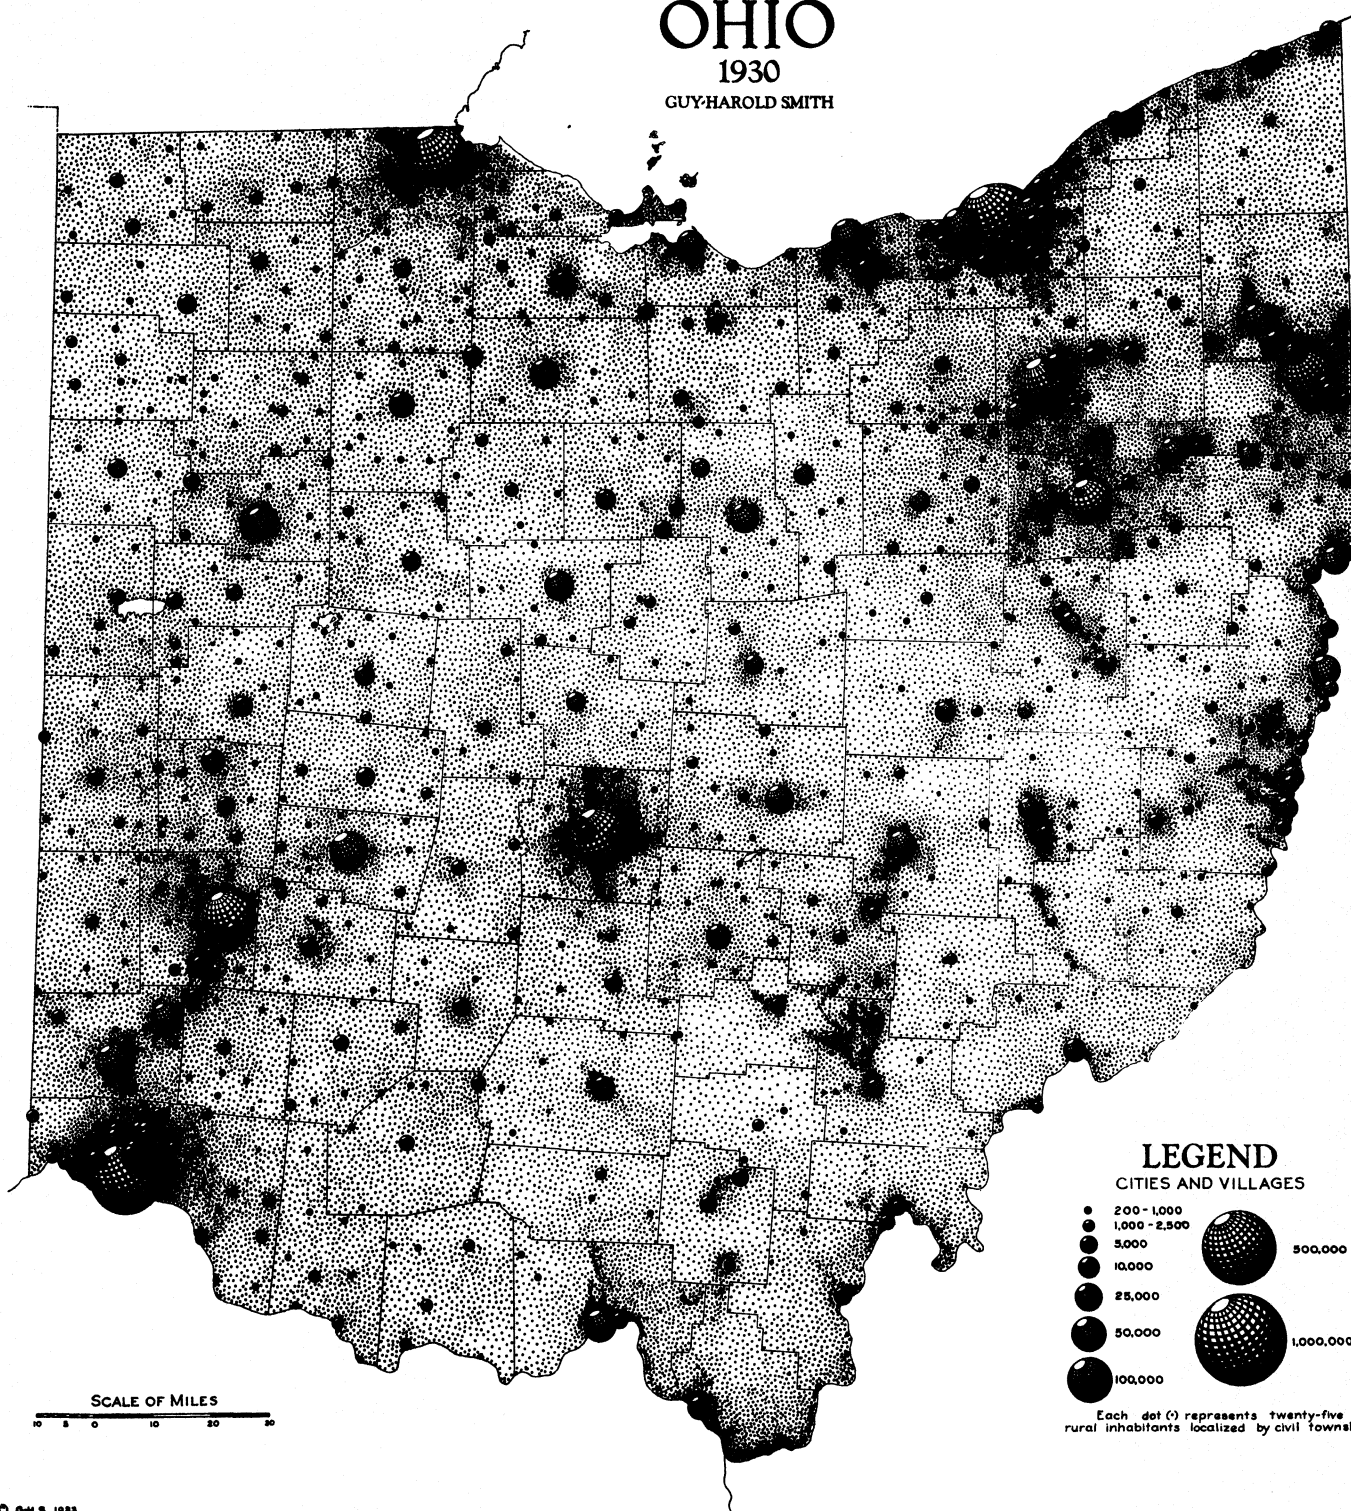 OHIO
1930
GUY-HAROLD SMITH
LEGEND
CITIES AND VILLAGES
200-1,000
1,000-2,500
5,000
10,000
25,000
50,000
100,000
500,000
1,000,000
Each dot (·) represents twenty-five
rural inhabitants localized by civil
SCALE OF MILES
10 5 0 10 20 30